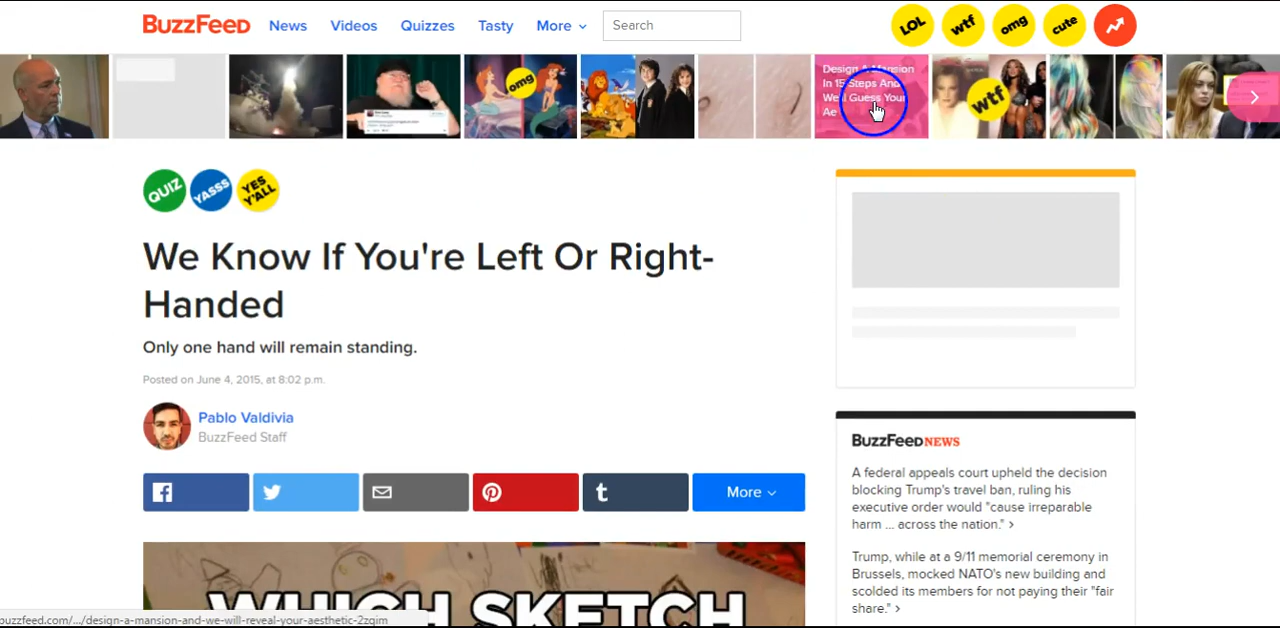 BuzzFeed News Videos Quizzes Tasty More Search LOL wtf omg cute
omg
Design A Mansion
In 15 Steps And
We'll Guess Your
Ae
wtf
QUIZ YASSS YES Y'ALL
We Know If You're Left Or Right-
Handed
Only one hand will remain standing.
Posted on June 4, 2015, at 8:02 p.m.
Pablo Valdivia
BuzzFeed Staff
More
WHICH SKETCH
BuzzFeed NEWS
A federal appeals court upheld the decision
blocking Trump's travel ban, ruling his
executive order would "cause irreparable
harm ... across the nation." ›
Trump, while at a 9/11 memorial ceremony in
Brussels, mocked NATO's new building and
scolded its members for not paying their "fair
share." ›
buzzfeed.com/.../design-a-mansion-and-we-will-reveal-your-aesthetic-2zqim